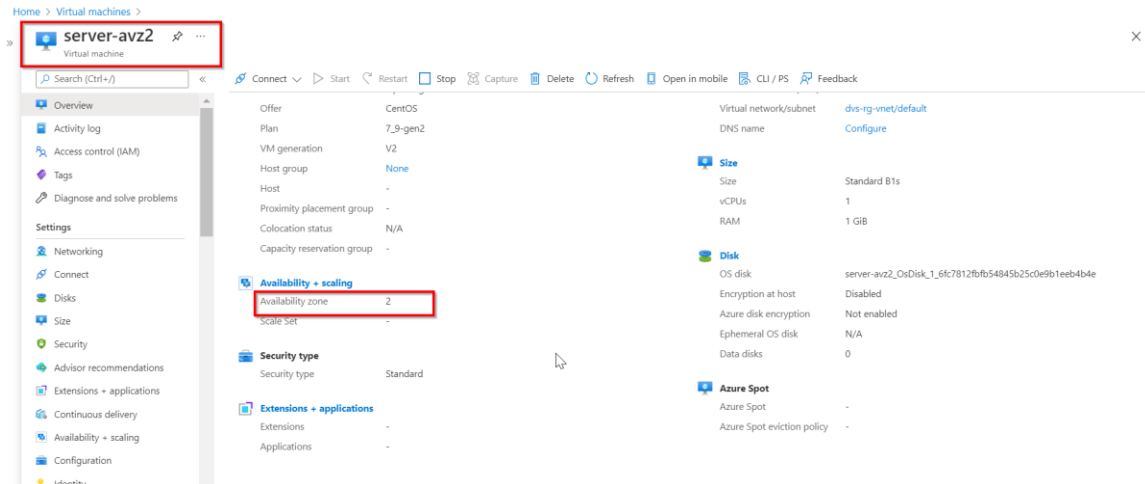 Home > Virtual machines >
server-avz2
Virtual machine
Search (Ctrl+/)
Connect Start Restart Stop Capture Delete Refresh Open in mobile CLI / PS Feedback
Overview
Activity log
Access control (IAM)
Tags
Diagnose and solve problems
Settings
Networking
Connect
Disks
Size
Security
Advisor recommendations
Extensions + applications
Continuous delivery
Availability + scaling
Configuration
Identity
Offer CentOS
Plan 7_9-gen2
VM generation V2
Host group None
Host -
Proximity placement group -
Colocation status N/A
Capacity reservation group -
Availability + scaling
Availability zone 2
Scale Set -
Security type
Security type Standard
Extensions + applications
Extensions -
Applications -
Virtual network/subnet dvs-rg-vnet/default
DNS name Configure
Size
Size Standard B1s
vCPUs 1
RAM 1 GiB
Disk
OS disk server-avz2_OsDisk_1_6fc7812fbfb54845b25c0e9b1eeb4b4e
Encryption at host Disabled
Azure disk encryption Not enabled
Ephemeral OS disk N/A
Data disks 0
Azure Spot
Azure Spot -
Azure Spot eviction policy -